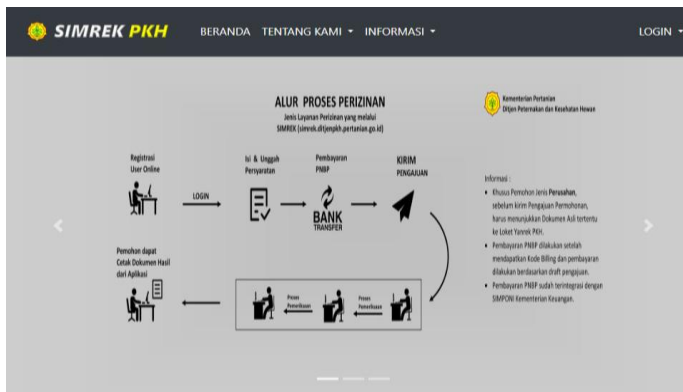 SIMREK PKH
BERANDA TENTANG KAMI INFORMASI
LOGIN
ALUR PROSES PERIZINAN
Jenis Layanan Perizinan yang melalui
SIMREK (simrek.ditjenpkh.pertanian.go.id)
Kementerian Pertanian
Ditjen Peternakan dan Kesehatan Hewan
Registrasi
User Online
LOGIN
Isi & Unggah
Persyaratan
Pembayaran
PNBP
BANK
TRANSFER
KIRIM
PENGAJUAN
Informasi :
• Khusus Pemohon Jenis Perusahan,
sebelum kirim Pengajuan Permohonan,
harus menunjukkan Dokumen Asli tertentu
ke Loket Yanrek PKH.
• Pembayaran PNBP dilakukan setelah
mendapatkan Kode Billing dan pembayaran
dilakukan berdasarkan draft pengajuan.
• Pembayaran PNBP sudah terintegrasi dengan
SIMPONI Kementerian Keuangan.
Pemohon dapat
Cetak Dokumen Hasil
dari Aplikasi
Proses
Pemeriksaan
Proses
Pemeriksaan